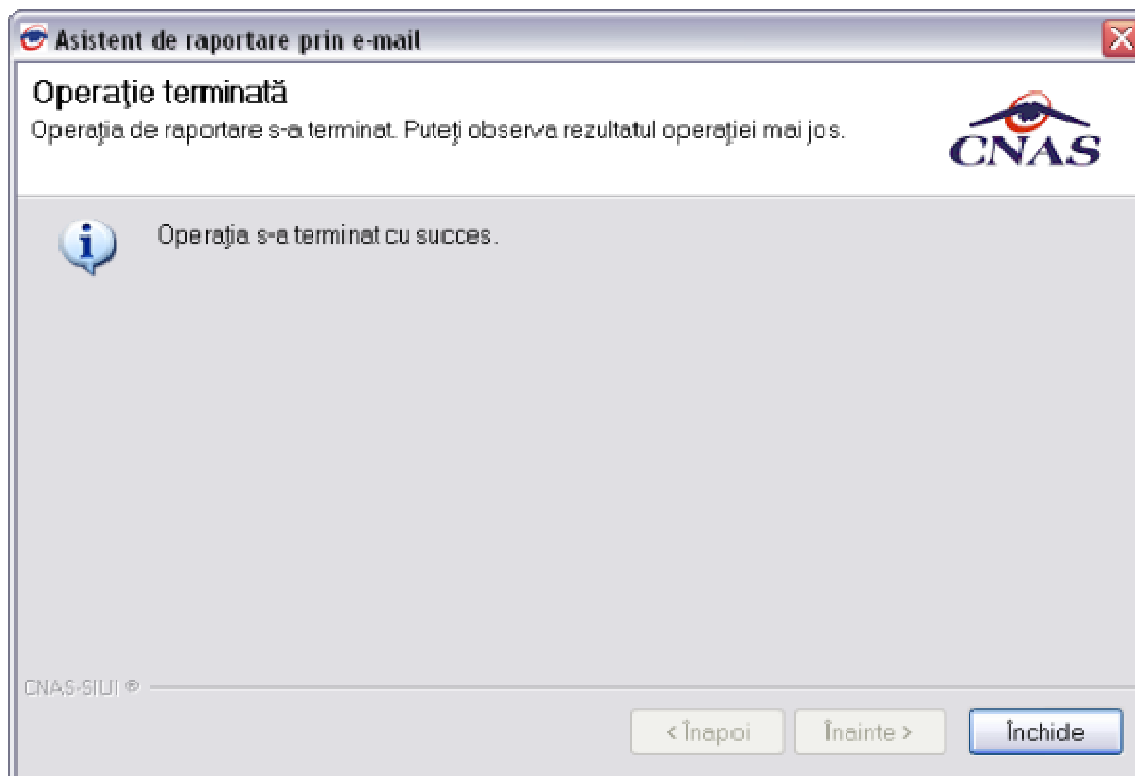 Asistent de raportare prin e-mail
Operaţie terminată
Operaţia de raportare s-a terminat. Puteţi observa rezultatul operaţiei mai jos.
CNAS
Operaţia s-a terminat cu succes.
CNAS-SIUI ®
< Înapoi
Înainte >
Închide